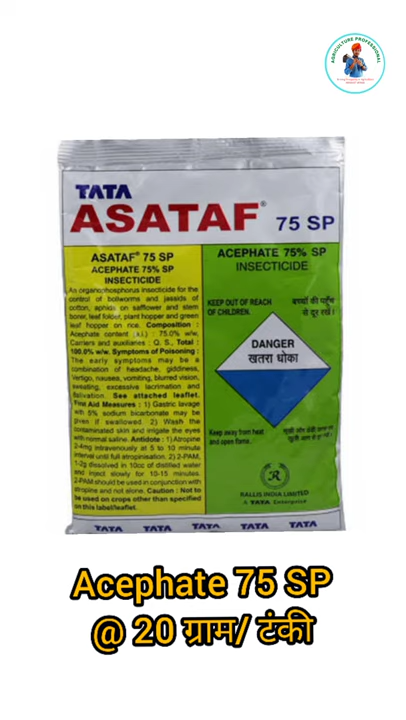 AGRICULTURE PROFESSIONAL
TATA
ASATAF® 75 SP
ASATAF® 75 SP
ACEPHATE 75% SP
INSECTICIDE
An organophosphorus insecticide for the
control of bollworms and jassids of
cotton, aphids on safflower and stem
borer, leaf folder, plant hopper and green
leaf hopper on rice. Composition :
Acephate content (a.i.) : 75.0% w/w,
Carriers and auxiliaries : Q. S., Total :
100.0% w/w. Symptoms of Poisoning :
The early symptoms may be a
combination of headache, giddiness,
Vertigo, nausea, vomiting, blurred vision,
sweating, excessive lacrimation and
salivation. See attached leaflet.
First Aid Measures : 1) Gastric lavage
with 5% sodium bicarbonate may be
given if swallowed. 2) Wash the
contaminated skin and irrigate the eyes
with normal saline. Antidote : 1) Atropine
2-4mg intravenously at 5 to 10 minute
interval until full atropinisation. 2) 2-PAM,
1-2g dissolved in 10cc of distilled water
and inject slowly for 10-15 minutes.
2-PAM should be used in conjunction with
atropine and not alone. Caution : Not to
be used on crops other than specified
on this label/leaflet.
ACEPHATE 75% SP
INSECTICIDE
KEEP OUT OF REACH
OF CHILDREN.
बच्चों की पहुँच
से दूर रखें।
DANGER
खतरा धोका
Keep away from heat
and open flame.
R
RALLIS INDIA LIMITED
A TATA Enterprise
TATA TATA TATA TATA TATA
Acephate 75 SP
@ 20 ग्राम/ टंकी